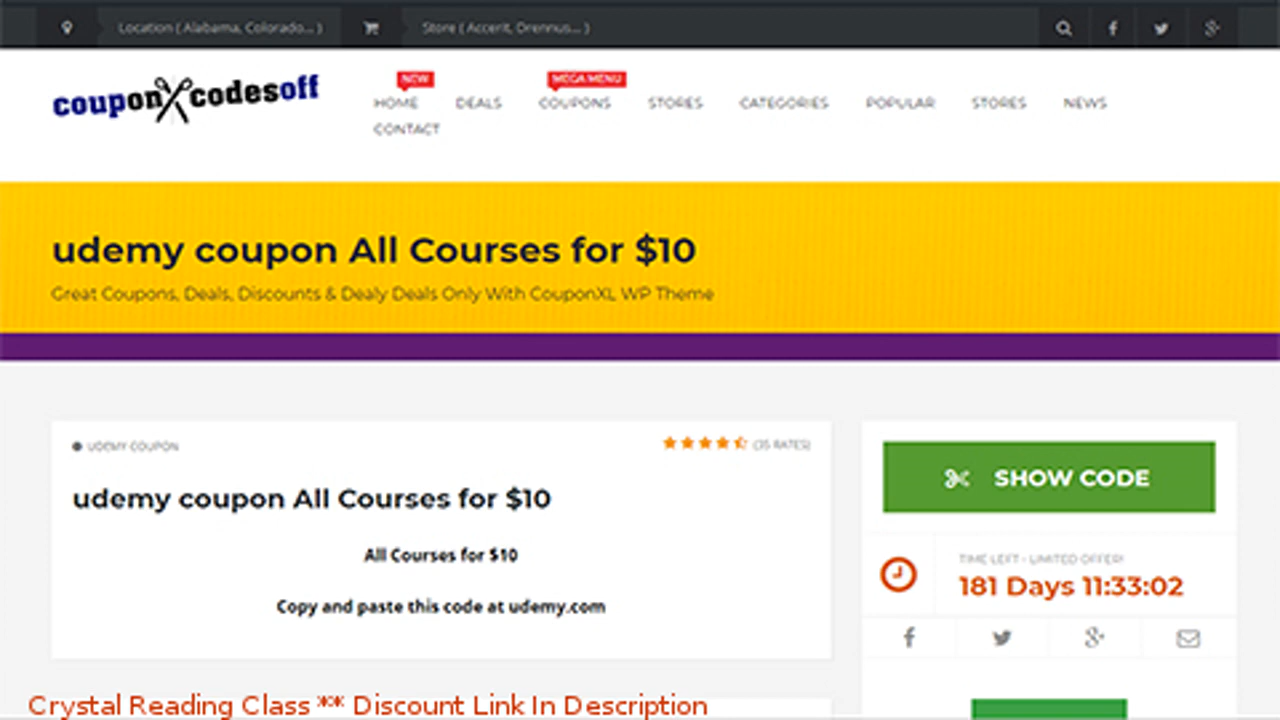 Location ( Alabama, Colorado... )
Store ( Accerit, Drennus... )
couponXcodesoff
NEW
MEGA MENU
HOME DEALS COUPONS STORES CATEGORIES POPULAR STORES NEWS
CONTACT
udemy coupon All Courses for $10
Great Coupons, Deals, Discounts & Dealy Deals Only With CouponXL WP Theme
UDEMY COUPON
(35 RATES)
udemy coupon All Courses for $10
All Courses for $10
Copy and paste this code at udemy.com
SHOW CODE
TIME LEFT - LIMITED OFFER!
181 Days 11:33:02
Crystal Reading Class ** Discount Link In Description